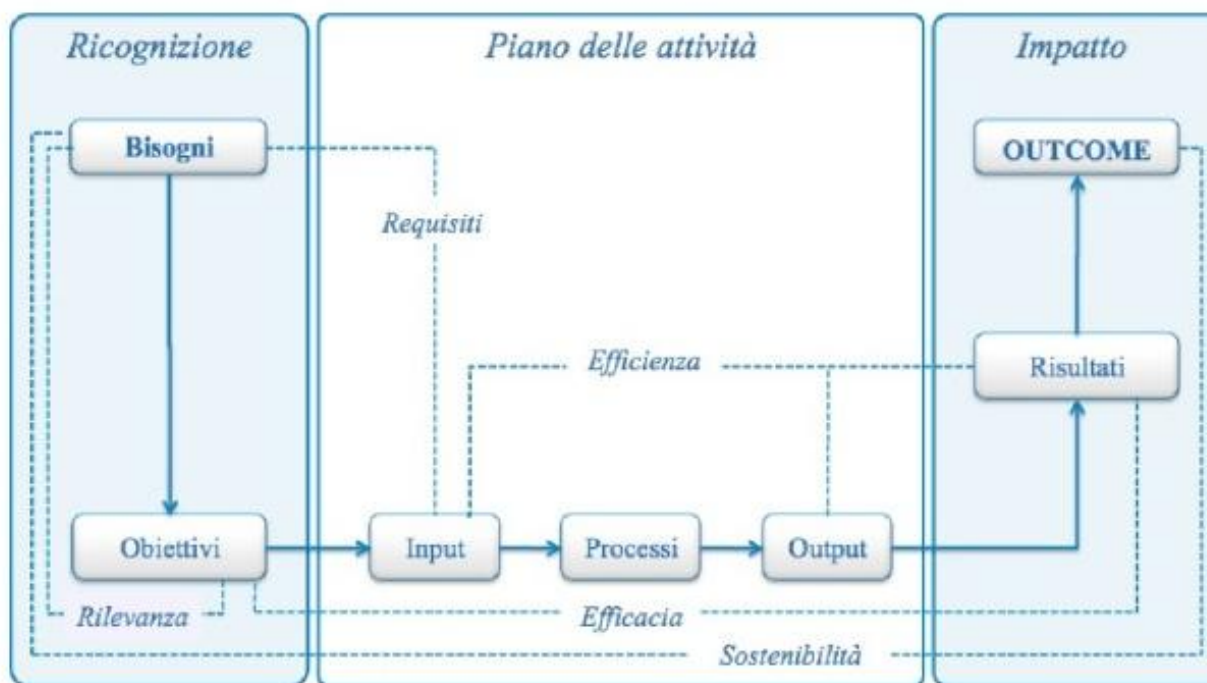 Ricognizione
Piano delle attività
Impatto
Bisogni
OUTCOME
Requisiti
Efficienza
Risultati
Obiettivi
Input
Processi
Output
Rilevanza
Efficacia
Sostenibilità